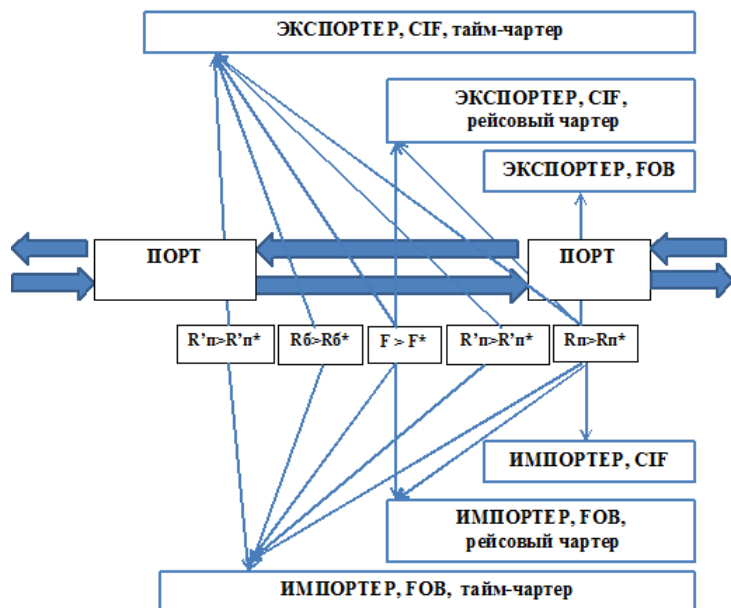 ЭКСПОРТЕР, CIF, тайм-чартер
ЭКСПОРТЕР, CIF,
рейсовый чартер
ЭКСПОРТЕР, FOB
ПОРТ
ПОРТ
R’п>R’п*
Rб>Rб*
F > F*
R’п>R’п*
Rп>Rп*
ИМПОРТЕР, CIF
ИМПОРТЕР, FOB,
рейсовый чартер
ИМПОРТЕР, FOB, тайм-чартер